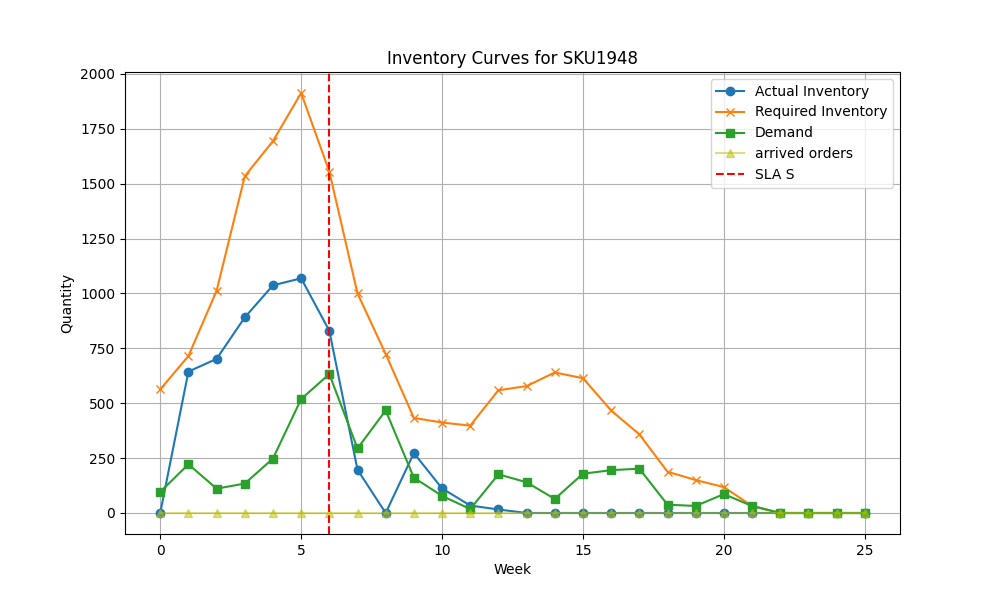 Inventory Curves for SKU1948
2000
1750
1500
1250
1000
750
500
250
0
Quantity
Actual Inventory
Required Inventory
Demand
arrived orders
SLA S
0 5 10 15 20 25
Week